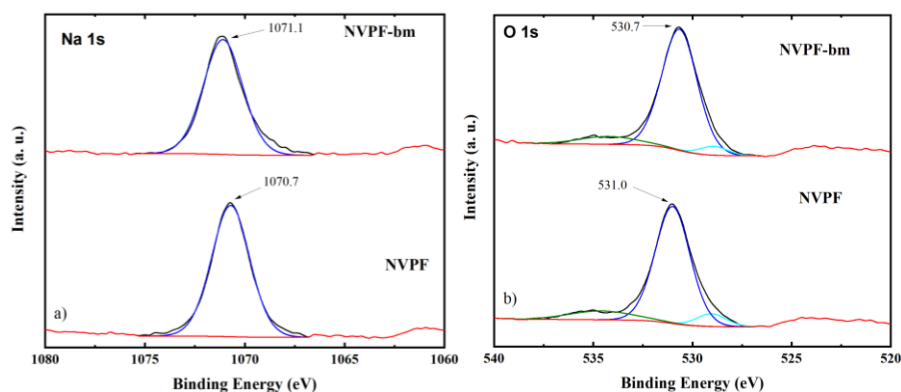 Na 1s
1071.1
NVPF-bm
1070.7
NVPF
a)
Intensity (a. u.)
1080 1075 1070 1065 1060
Binding Energy (eV)
O 1s
530.7
NVPF-bm
531.0
NVPF
b)
Intensity (a. u.)
540 535 530 525 520
Binding Energy (eV)